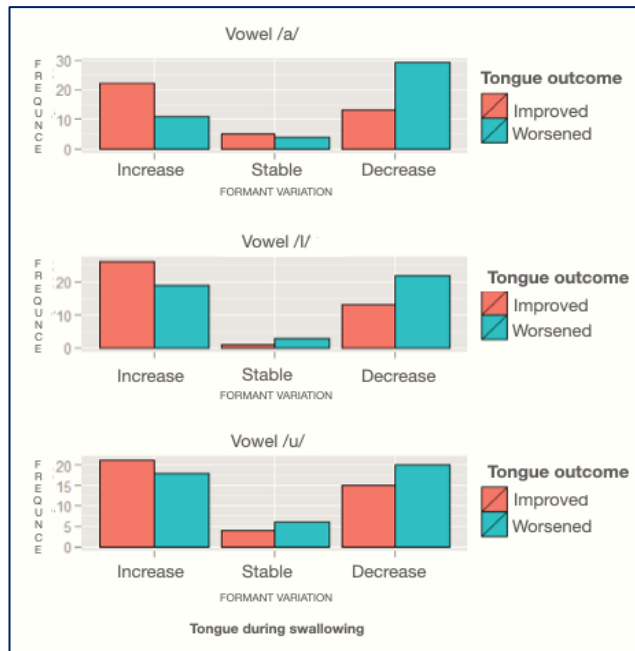 Vowel /a/
FREQUNCE
30
20
10
0
Increase Stable Decrease
FORMANT VARIATION
Tongue outcome
Improved
Worsened
Vowel /I/
FREQUNCE
20
10
0
Increase Stable Decrease
FORMANT VARIATION
Tongue outcome
Improved
Worsened
Vowel /u/
FREQUNCE
20
15
10
5
0
Increase Stable Decrease
FORMANT VARIATION
Tongue outcome
Improved
Worsened
Tongue during swallowing